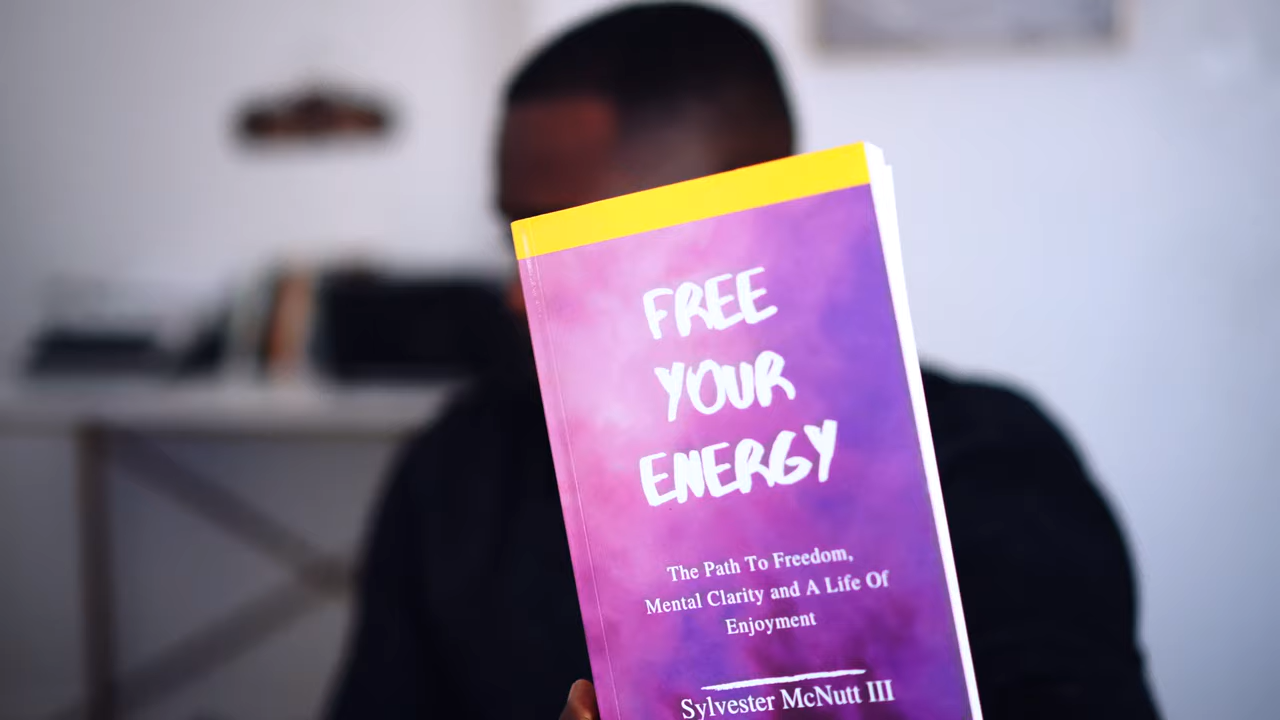 FREE
YOUR
ENERGY
The Path To Freedom,
Mental Clarity and A Life Of
Enjoyment
Sylvester McNutt III